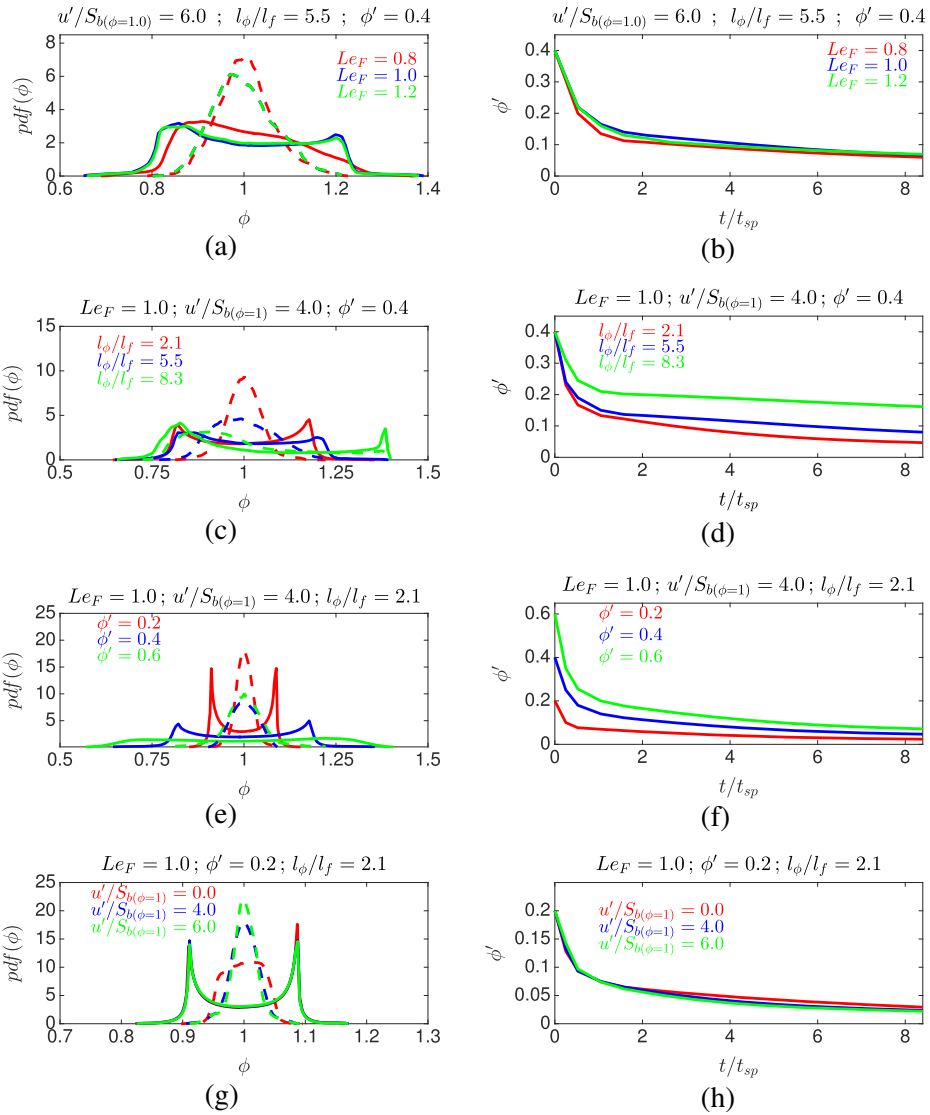 u′/S_b(ϕ=1.0) = 6.0 ; l_ϕ/l_f = 5.5 ; ϕ′ = 0.4
8
6
4
2
0
pdf(ϕ)
Le_F = 0.8
Le_F = 1.0
Le_F = 1.2
0.6 0.8 1 1.2 1.4
ϕ
(a)
u′/S_b(ϕ=1.0) = 6.0 ; l_ϕ/l_f = 5.5 ; ϕ′ = 0.4
0.4
0.3
0.2
0.1
0
ϕ′
Le_F = 0.8
Le_F = 1.0
Le_F = 1.2
0 2 4 6 8
t/t_sp
(b)
Le_F = 1.0 ; u′/S_b(ϕ=1) = 4.0 ; ϕ′ = 0.4
15
10
5
0
pdf(ϕ)
l_ϕ/l_f = 2.1
l_ϕ/l_f = 5.5
l_ϕ/l_f = 8.3
0.5 0.75 1 1.25 1.5
ϕ
(c)
Le_F = 1.0 ; u′/S_b(ϕ=1) = 4.0 ; ϕ′ = 0.4
0.4
0.3
0.2
0.1
0
ϕ′
l_ϕ/l_f = 2.1
l_ϕ/l_f = 5.5
l_ϕ/l_f = 8.3
0 2 4 6 8
t/t_sp
(d)
Le_F = 1.0 ; u′/S_b(ϕ=1) = 4.0 ; l_ϕ/l_f = 2.1
25
20
15
10
5
0
pdf(ϕ)
ϕ′ = 0.2
ϕ′ = 0.4
ϕ′ = 0.6
0.5 0.75 1 1.25 1.5
ϕ
(e)
Le_F = 1.0 ; u′/S_b(ϕ=1) = 4.0 ; l_ϕ/l_f = 2.1
0.6
0.4
0.2
0
ϕ′
ϕ′ = 0.2
ϕ′ = 0.4
ϕ′ = 0.6
0 2 4 6 8
t/t_sp
(f)
Le_F = 1.0 ; ϕ′ = 0.2 ; l_ϕ/l_f = 2.1
25
20
15
10
5
0
pdf(ϕ)
u′/S_b(ϕ=1) = 0.0
u′/S_b(ϕ=1) = 4.0
u′/S_b(ϕ=1) = 6.0
0.7 0.8 0.9 1 1.1 1.2 1.3
ϕ
(g)
Le_F = 1.0 ; ϕ′ = 0.2 ; l_ϕ/l_f = 2.1
0.2
0.15
0.1
0.05
0
ϕ′
u′/S_b(ϕ=1) = 0.0
u′/S_b(ϕ=1) = 4.0
u′/S_b(ϕ=1) = 6.0
0 2 4 6 8
t/t_sp
(h)